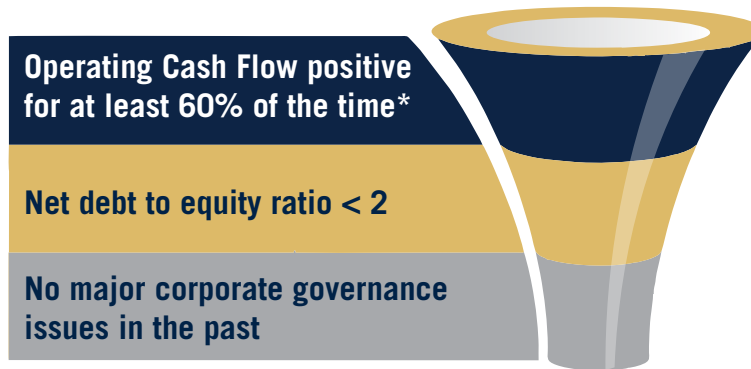 Operating Cash Flow positive
for at least 60% of the time*
Net debt to equity ratio < 2
No major corporate governance
issues in the past